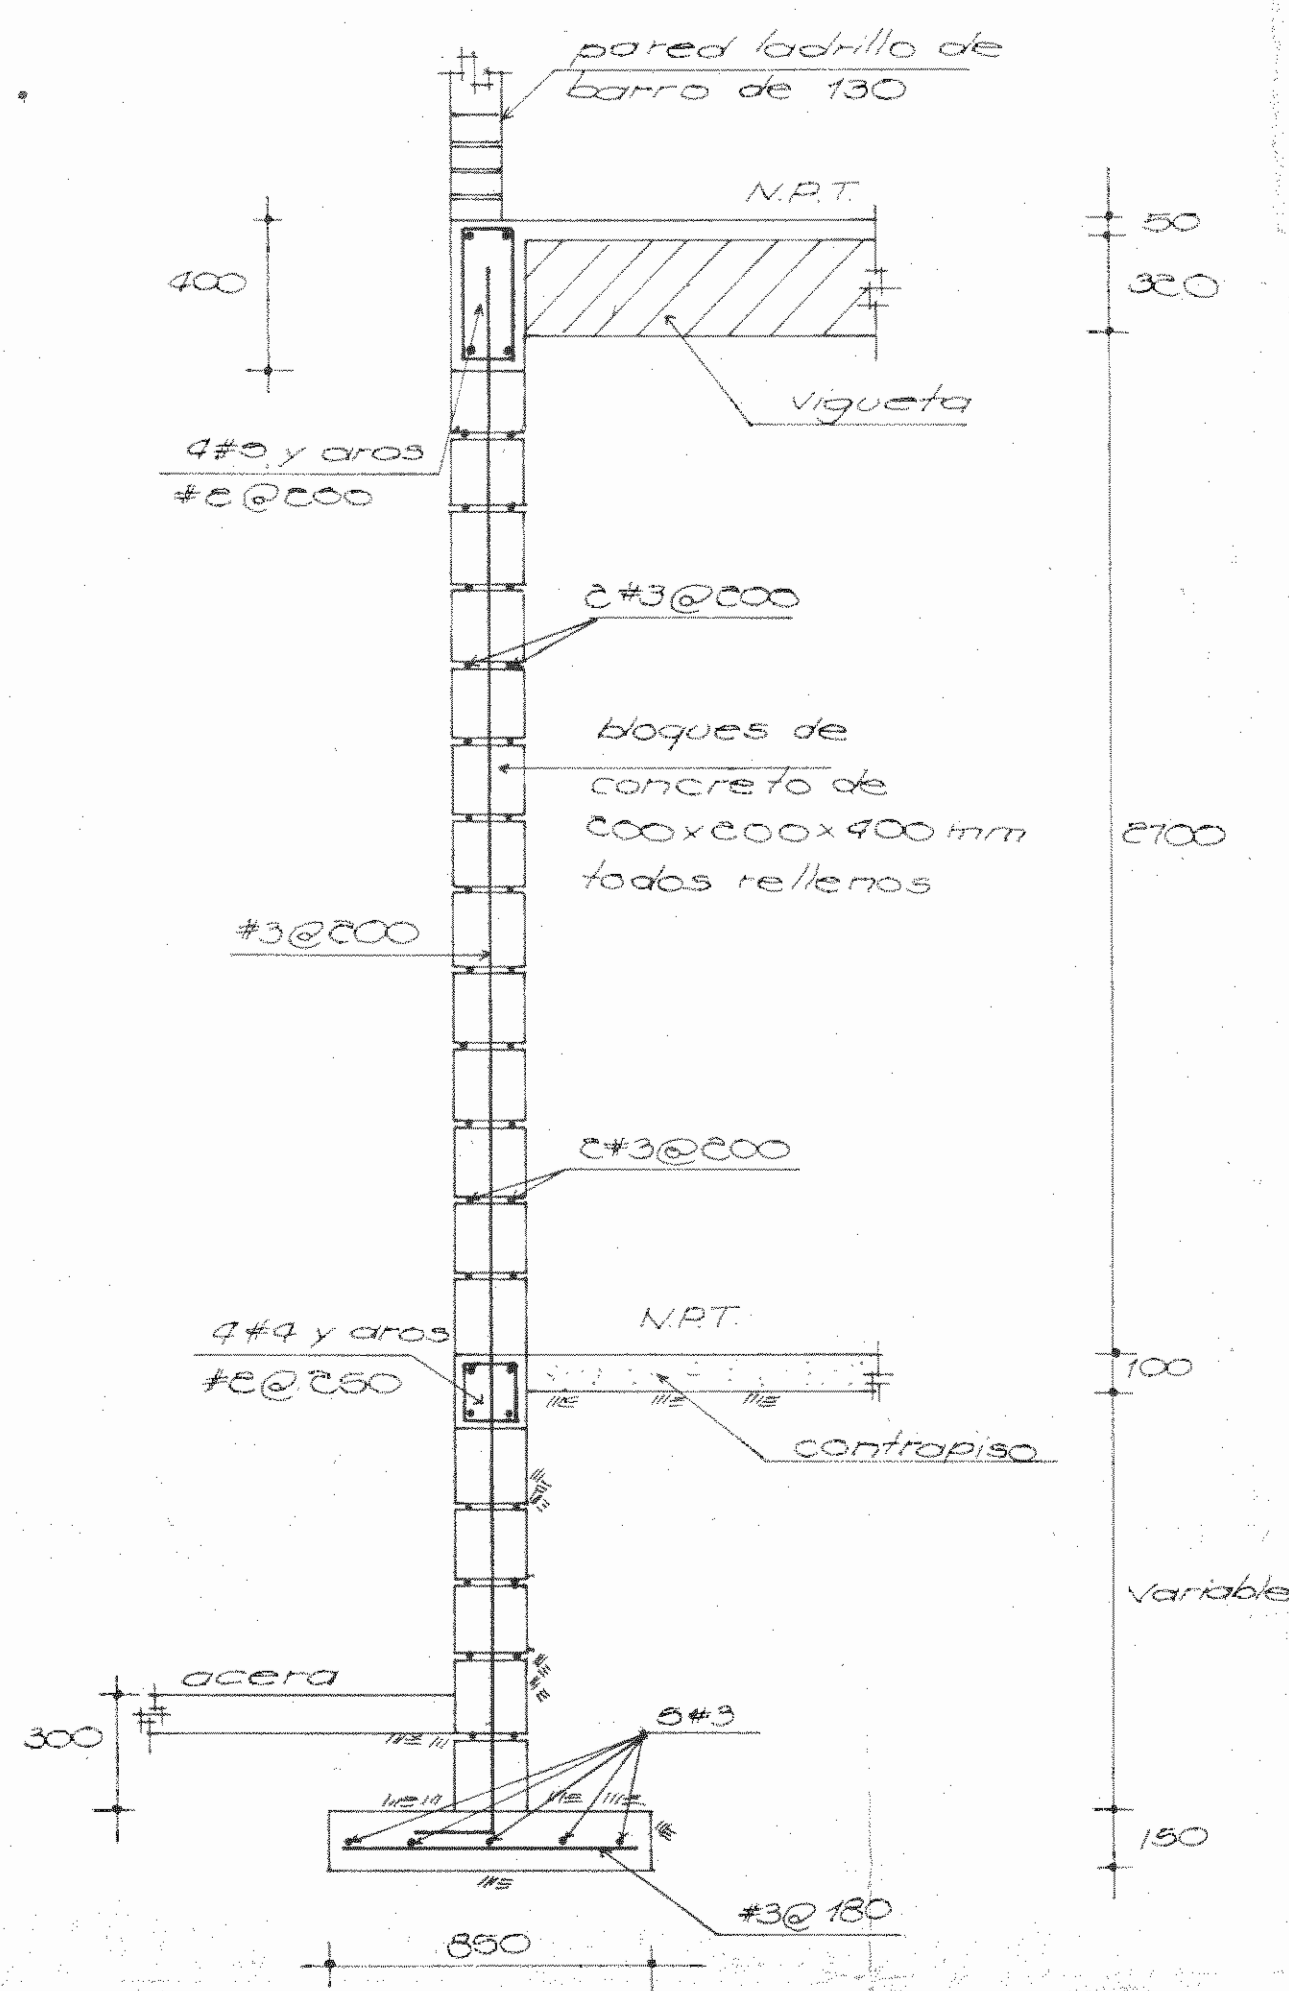 pared ladrillo de
barro de 130
N.P.T.
50
400
320
vigueta
4#5 y aros
#2@200
2#3@200
bloques de
concreto de
200x200x400 mm
todos rellenos
2700
#3@200
2#3@200
N.P.T.
4#4 y aros
#2@250
100
contrapiso
variable
acera
300
5#3
150
#3@180
850